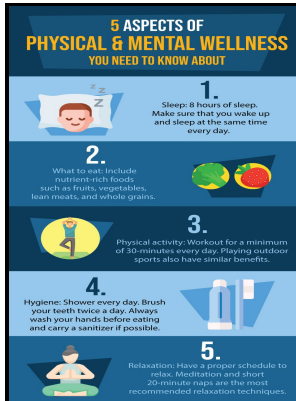 5 ASPECTS OF
PHYSICAL & MENTAL WELLNESS
YOU NEED TO KNOW ABOUT
z z z
1.
Sleep: 8 hours of sleep.
Make sure that you wake up
and sleep at the same time
every day.
2.
What to eat: Include
nutrient-rich foods
such as fruits, vegetables,
lean meats, and whole grains.
3.
Physical activity: Workout for a minimum
of 30-minutes every day. Playing outdoor
sports also have similar benefits.
4.
Hygiene: Shower every day. Brush
your teeth twice a day. Always
wash your hands before eating
and carry a sanitizer if possible.
5.
Relaxation: Have a proper schedule to
relax. Meditation and short
20-minute naps are the most
recommended relaxation techniques.